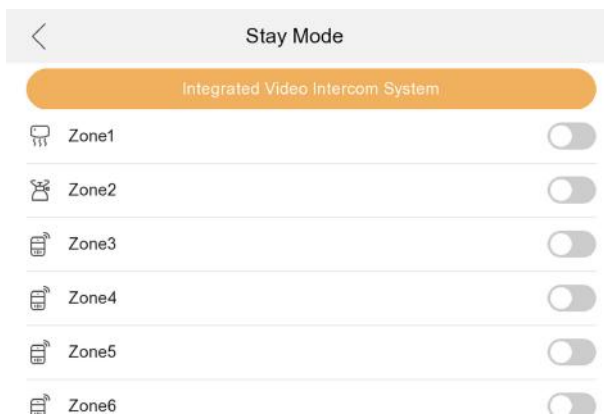 Stay Mode
Integrated Video Intercom System
Zone1
Zone2
Zone3
Zone4
Zone5
Zone6